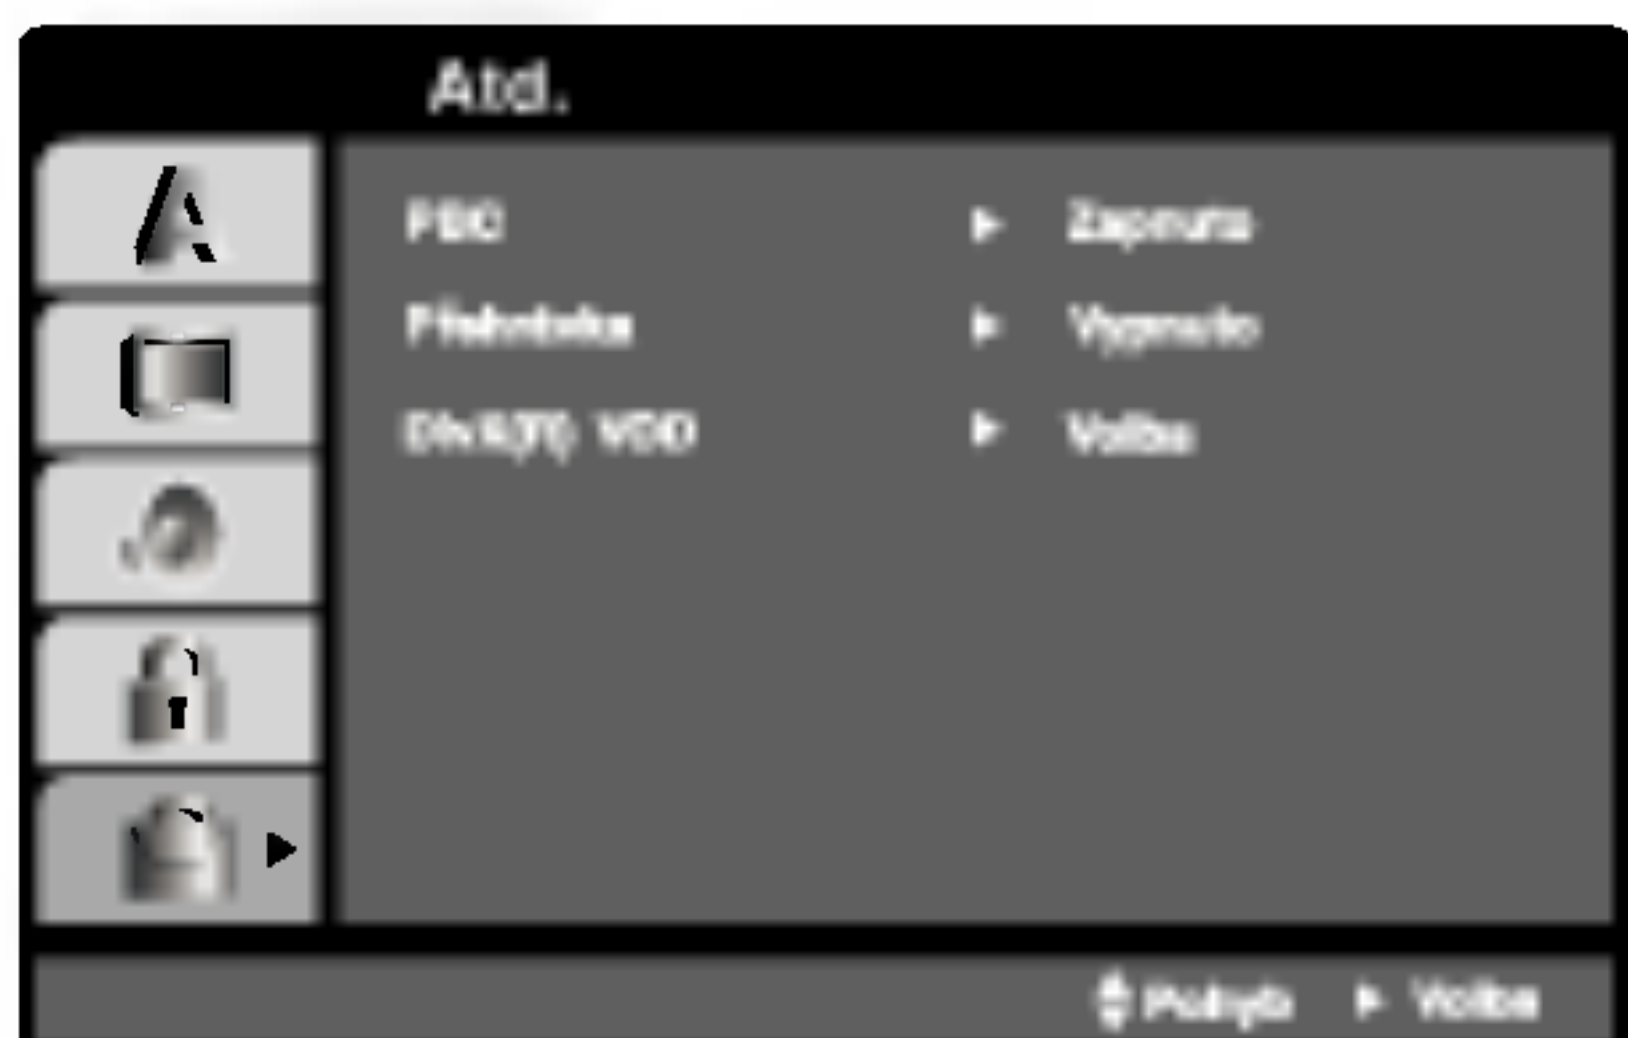 Atd.
PBC Zapnuto
Vypnuto
DivX(R) VOD Volba
Pohyb Volba